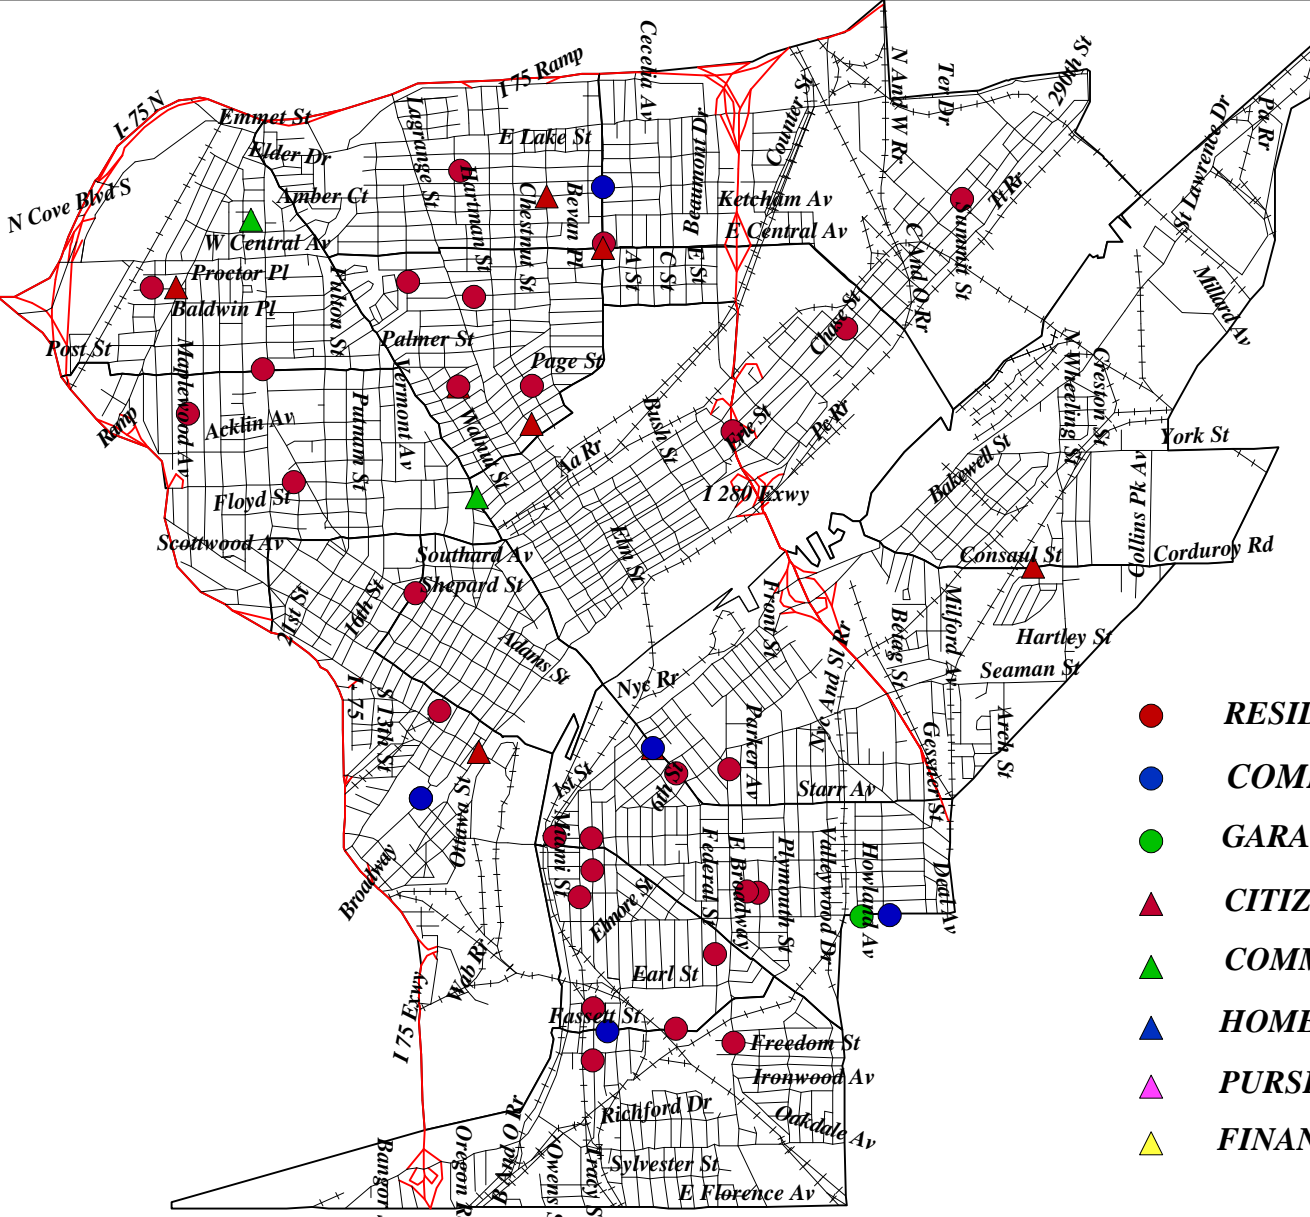 I 75 Ramp
Cecelia Av
N And W Rr
Ter Dr
290th St
I- 75 N
Emmet St
Lagrange St
E Lake St
Beaumont Dr
Counter St
St Lawrence Dr
Pa Rr
Elder Dr
Amber Ct
Hartman St
Chestnut St
Bevan Pl
Ketcham Av
Tt Rr
N Cove Blvd S
W Central Av
E Central Av
Summit St
C And O Rr
Proctor Pl
A St
C St
E St
Millard Av
Baldwin Pl
Fulton St
Chase St
Post St
Palmer St
Page St
N Wheeling St
Creston St
Maplewood Av
Vermont Av
Walnut St
Bush St
Erie St
Pe Rr
Ramp
Acklin Av
Putnam St
Aa Rr
York St
Floyd St
I 280 Exwy
Bakewell St
Collins Pk Av
Scottwood Av
Southard Av
Elm St
Consaul St
Corduroy Rd
Shepard St
21st St
16th St
Front St
Adams St
Nyc And Sl Rr
Belag St
Milford Av
Hartley St
Seaman St
I- 75
S 13th St
Nyc Rr
Parker Av
Gessner St
Arch St
RESIL
1st St
6th St
Starr Av
COM
Ottawa St
Miami St
GARA
Broadway
Elmore St
Federal St
E Broadway
Plymouth St
Valleywood Dr
Howland Av
Deal Av
CITIZ
Wab Rr
Earl St
COM
I 75 Exwy
Fassett St
Freedom St
HOME
Ironwood Av
PURS
Richford Dr
Oakdale Av
B And O Rr
FINAN
Bangor
Oregon R
Owens S
Tracy S
Sylvester St
E Florence Av